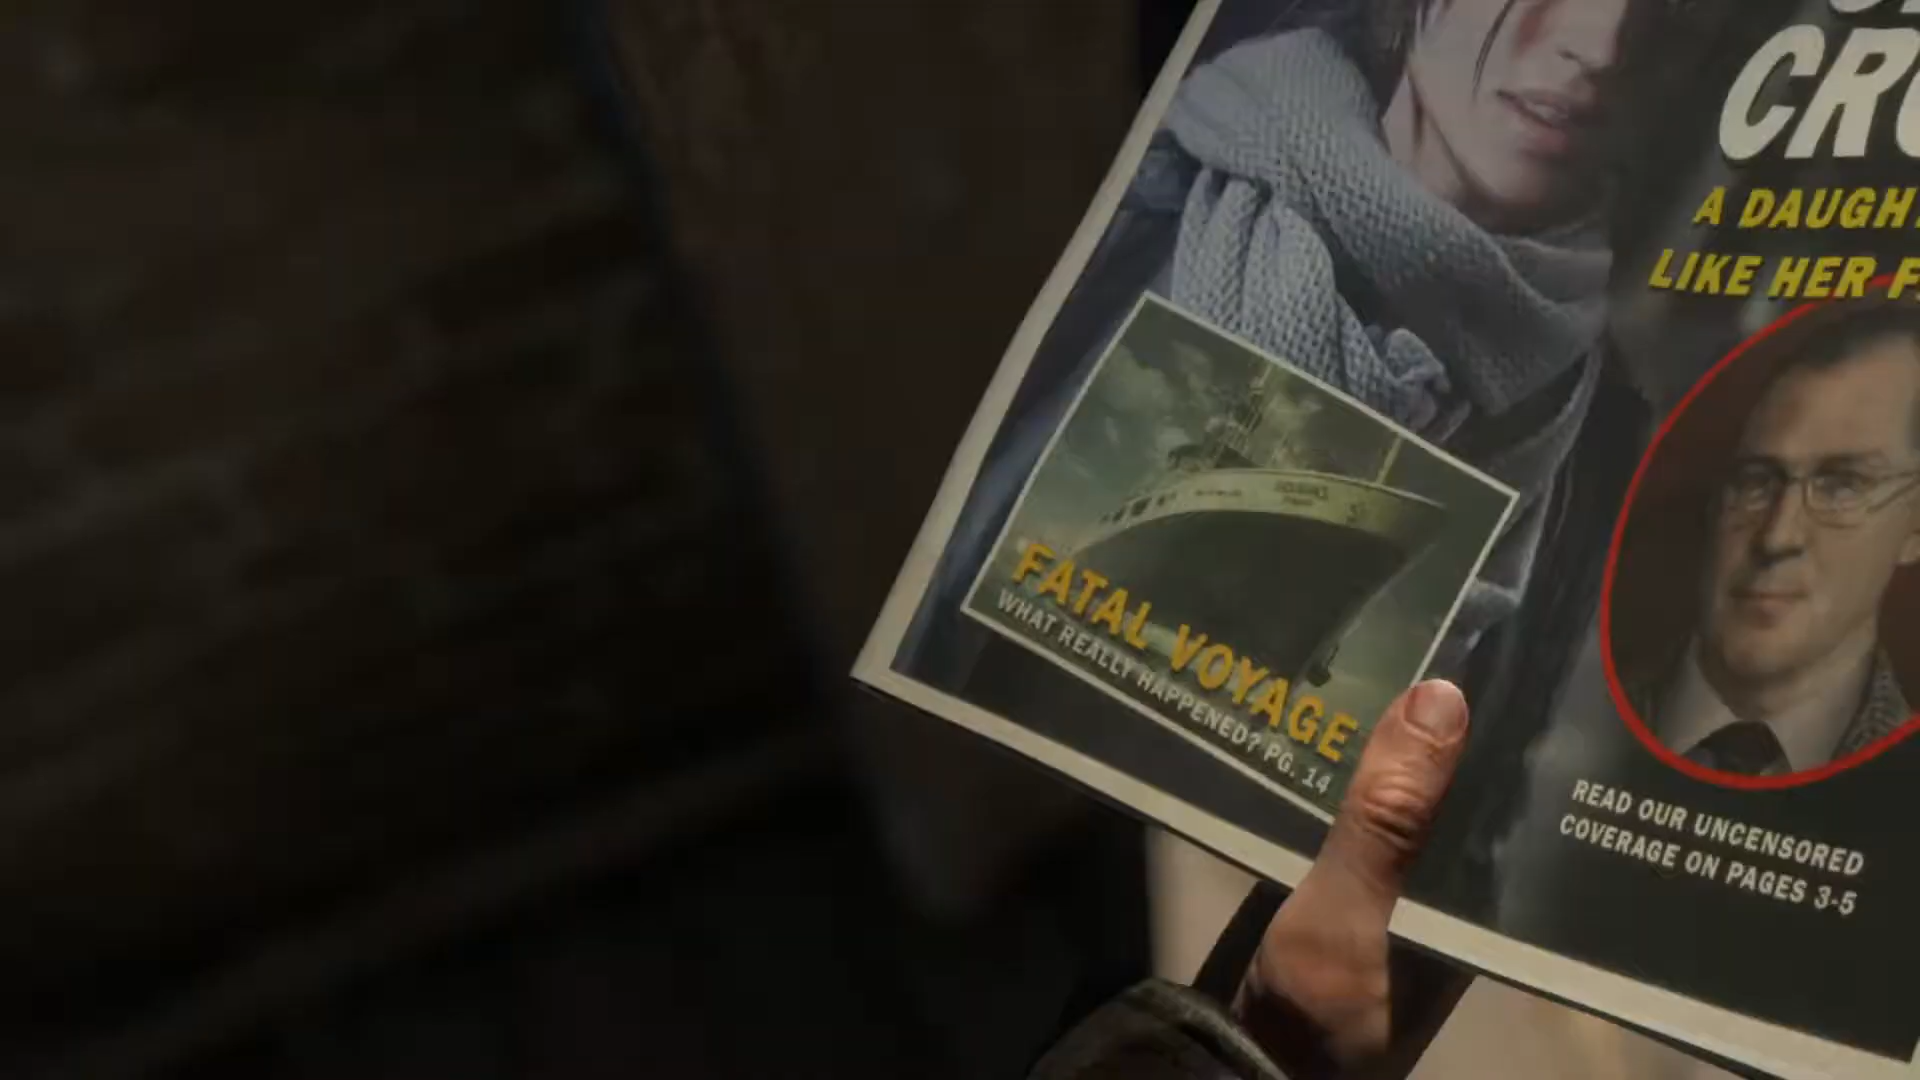 CR
A DAUGH
LIKE HER F
FATAL VOYAGE
WHAT REALLY HAPPENED? PG. 14
READ OUR UNCENSORED
COVERAGE ON PAGES 3-5